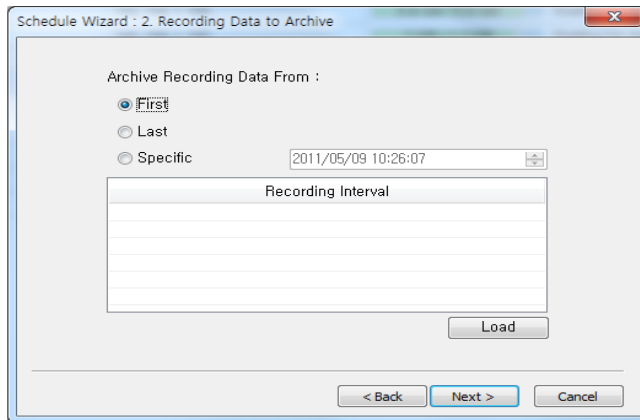 Schedule Wizard : 2. Recording Data to Archive
Archive Recording Data From :
First
Last
Specific 2011/05/09 10:26:07
Recording Interval
Load
< Back Next > Cancel